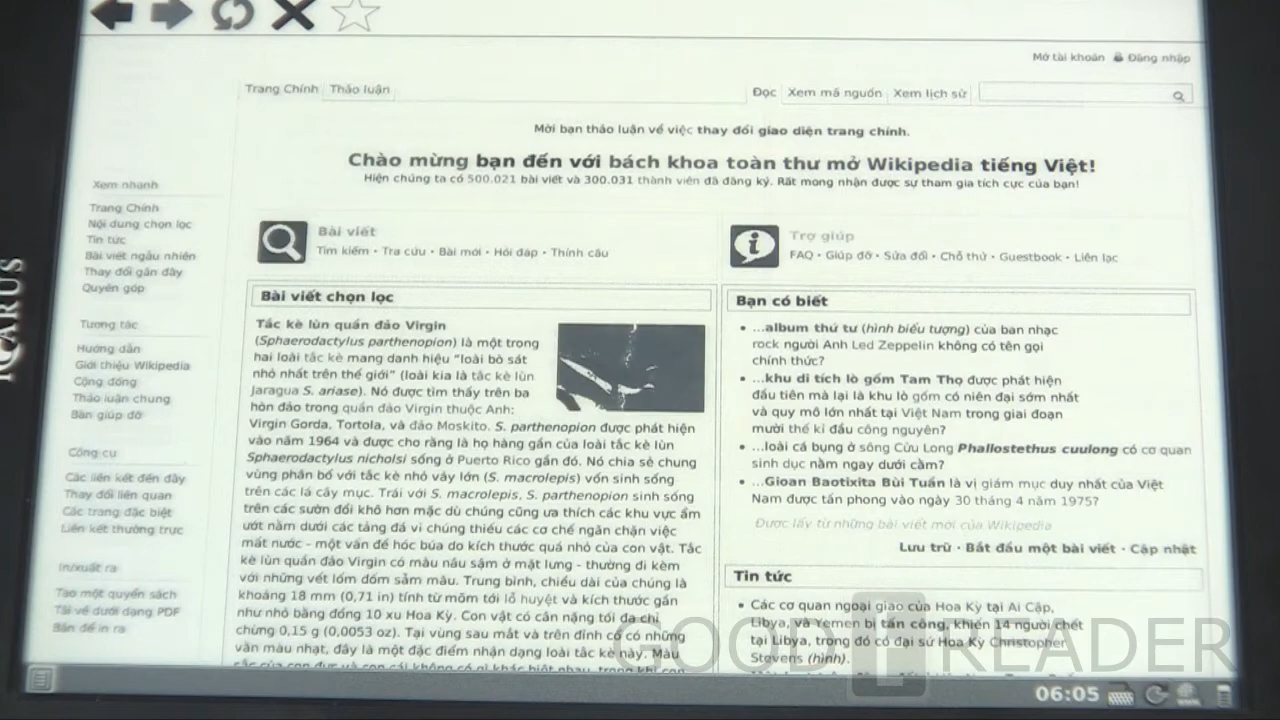 Mở tài khoản Đăng nhập
Trang Chính Thảo luận Đọc Xem mã nguồn Xem lịch sử
Mời bạn thảo luận về việc thay đổi giao diện trang chính.
Chào mừng bạn đến với bách khoa toàn thư mở Wikipedia tiếng Việt!
Hiện chúng ta có 500.021 bài viết và 300.031 thành viên đã đăng ký. Rất mong nhận được sự tham gia tích cực của bạn!
Xem nhanh
Trang Chính
Nội dung chọn lọc
Tin tức
Bài viết ngẫu nhiên
Thay đổi gần đây
Quyên góp
Tương tác
Hướng dẫn
Giới thiệu Wikipedia
Cộng đồng
Thảo luận chung
Bàn giúp đỡ
Công cụ
Các liên kết đến đây
Thay đổi liên quan
Các trang đặc biệt
Liên kết thường trực
In/xuất ra
Tạo một quyển sách
Tải về dưới dạng PDF
Bản để in ra
Bài viết
Tìm kiếm • Tra cứu • Bài mới • Hỏi đáp • Thỉnh cầu
Trợ giúp
FAQ • Giúp đỡ • Sửa đổi • Chỗ thử • Guestbook • Liên lạc
Bài viết chọn lọc
Tắc kè lùn quần đảo Virgin
(Sphaerodactylus parthenopion) là một trong
hai loài tắc kè mang danh hiệu "loài bò sát
nhỏ nhất trên thế giới" (loài kia là tắc kè lùn
Jaragua S. ariase). Nó được tìm thấy trên ba
hòn đảo trong quần đảo Virgin thuộc Anh:
Virgin Gorda, Tortola, và đảo Moskito. S. parthenopion được phát hiện
vào năm 1964 và được cho rằng là họ hàng gần của loài tắc kè lùn
Sphaerodactylus nicholsi sống ở Puerto Rico gần đó. Nó chia sẻ chung
vùng phân bố với tắc kè nhỏ vảy lớn (S. macrolepis) vốn sinh sống
trên các lá cây mục. Trái với S. macrolepis, S. parthenopion sinh sống
trên các sườn đồi khô hơn mặc dù chúng cũng ưa thích các khu vực ẩm
ướt nằm dưới các tảng đá vì chúng thiếu các cơ chế ngăn chặn việc
mất nước - một vấn đề hóc búa do kích thước quá nhỏ của con vật. Tắc
kè lùn quần đảo Virgin có màu nâu sậm ở mặt lưng - thường đi kèm
với những vết lốm đốm sẫm màu. Trung bình, chiều dài của chúng là
khoảng 18 mm (0,71 in) tính từ mõm tới lỗ huyệt và kích thước gần
như nhỏ bằng đồng 10 xu Hoa Kỳ. Con vật có cân nặng tối đa chỉ
chừng 0,15 g (0,0053 oz). Tại vùng sau mắt và trên đỉnh cổ có những
vằn màu nhạt, đây là một đặc điểm nhận dạng loài tắc kè này. Màu
sắc của con đực và con cái không có gì khác biệt nhau, trong khi con
Bạn có biết
• ...album thứ tư (hình biểu tượng) của ban nhạc
rock người Anh Led Zeppelin không có tên gọi
chính thức?
• ...khu di tích lò gốm Tam Thọ được phát hiện
đầu tiên mà lại là khu lò gốm có niên đại sớm nhất
và quy mô lớn nhất tại Việt Nam trong giai đoạn
mười thế kỉ đầu công nguyên?
• ...loài cá bụng ở sông Cửu Long Phallostethus cuulong có cơ quan
sinh dục nằm ngay dưới cằm?
• ...Gioan Baotixita Bùi Tuần là vị giám mục duy nhất của Việt
Nam được tấn phong vào ngày 30 tháng 4 năm 1975?
Được lấy từ những bài viết mới của Wikipedia
Lưu trữ • Bắt đầu một bài viết • Cập nhật
Tin tức
• Các cơ quan ngoại giao của Hoa Kỳ tại Ai Cập,
Libya, và Yemen bị tấn công, khiến 14 người chết
tại Libya, trong đó có đại sứ Hoa Kỳ Christopher
Stevens (hình).
06:05
ICARUS
GOOD E READER